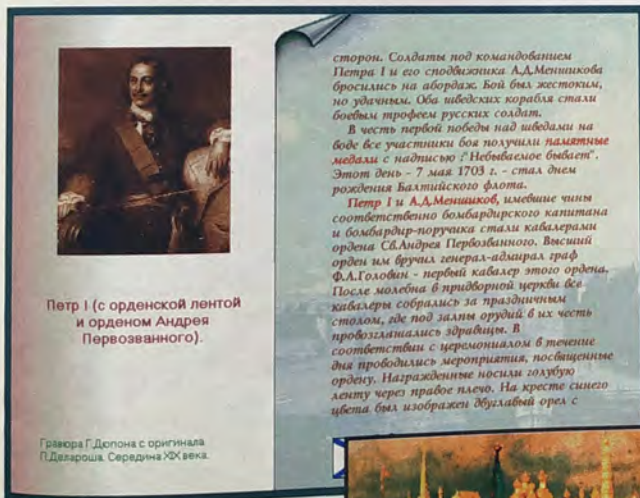 Петр I (с орденской лентой
и орденом Андрея
Первозванного).
Гравюра Г.Дюпона с оригинала
П.Делароша. Середина XIX века.
сторон. Солдаты под командованием
Петра I и его сподвижника А.Д.Меншикова
бросились на абордаж. Бой был жестоким,
но удачным. Оба шведских корабля стали
боевым трофеем русских солдат.
В честь первой победы над шведами на
воде все участники боя получили памятные
медали с надписью :"Небываемое бывает".
Этот день - 7 мая 1703 г. - стал днем
рождения Балтийского флота.
Петр I и А.Д.Меншиков, имевшие чины
соответственно бомбардирского капитана
и бомбардир-поручика стали кавалерами
ордена Св.Андрея Первозванного. Высший
орден им вручил генерал-адмирал граф
Ф.А.Головин - первый кавалер этого ордена.
После молебна в придворной церкви все
кавалеры собрались за праздничным
столом, где под залпы орудий в их честь
провозглашались здравицы. В
соответствии с церемониалом в течение
дня проводились мероприятия, посвященные
ордену. Награжденные носили голубую
ленту через правое плечо. На кресте синего
цвета был изображен двуглавый орел с